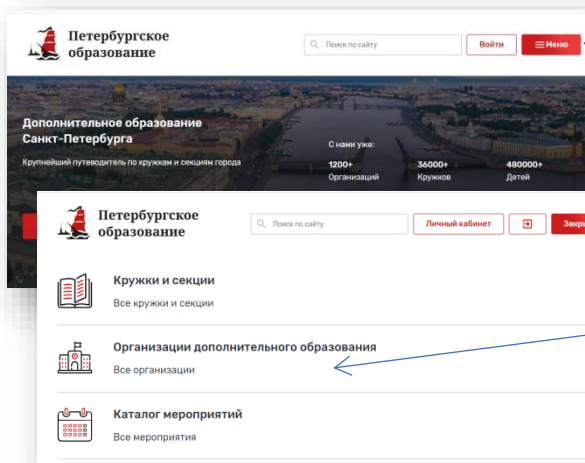 Петербургское
образование
Поиск по сайту
Войти
Меню
Дополнительное образование
Санкт-Петербурга
Крупнейший путеводитель по кружкам и секциям города
С нами уже:
1200+
Организаций
36000+
Кружков
480000+
Детей
Петербургское
образование
Поиск по сайту
Личный кабинет
Закры
Кружки и секции
Все кружки и секции
Организации дополнительного образования
Все организации
Каталог мероприятий
Все мероприятия